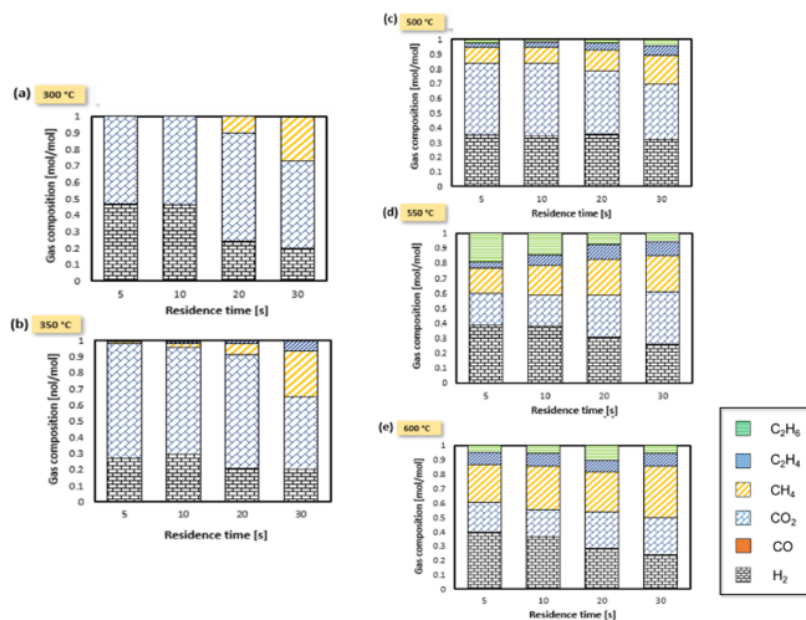 (a) 300 °C
Gas composition [mol/mol]
1
0.9
0.8
0.7
0.6
0.5
0.4
0.3
0.2
0.1
0
5 10 20 30
Residence time [s]
(b) 350 °C
Gas composition [nol/mol]
1
0.9
0.8
0.7
0.6
0.5
0.4
0.3
0.2
0.1
0
5 10 20 30
Residence time [s]
(c) 500 °C
Gas composition [mol/mol]
1
0.9
0.8
0.7
0.6
0.5
0.4
0.3
0.2
0.1
0
5 10 20 30
Residence time [s]
(d) 550 °C
Gas composition [mol/mol]
1
0.9
0.8
0.7
0.6
0.5
0.4
0.3
0.2
0.1
0
5 10 20 30
Residence time [s]
(e) 600 °C
Gas composition [mol/mol]
1
0.9
0.8
0.7
0.6
0.5
0.4
0.3
0.2
0.1
0
5 10 20 30
Residence time [s]
C₂H₆
C₂H₄
CH₄
CO₂
CO
H₂